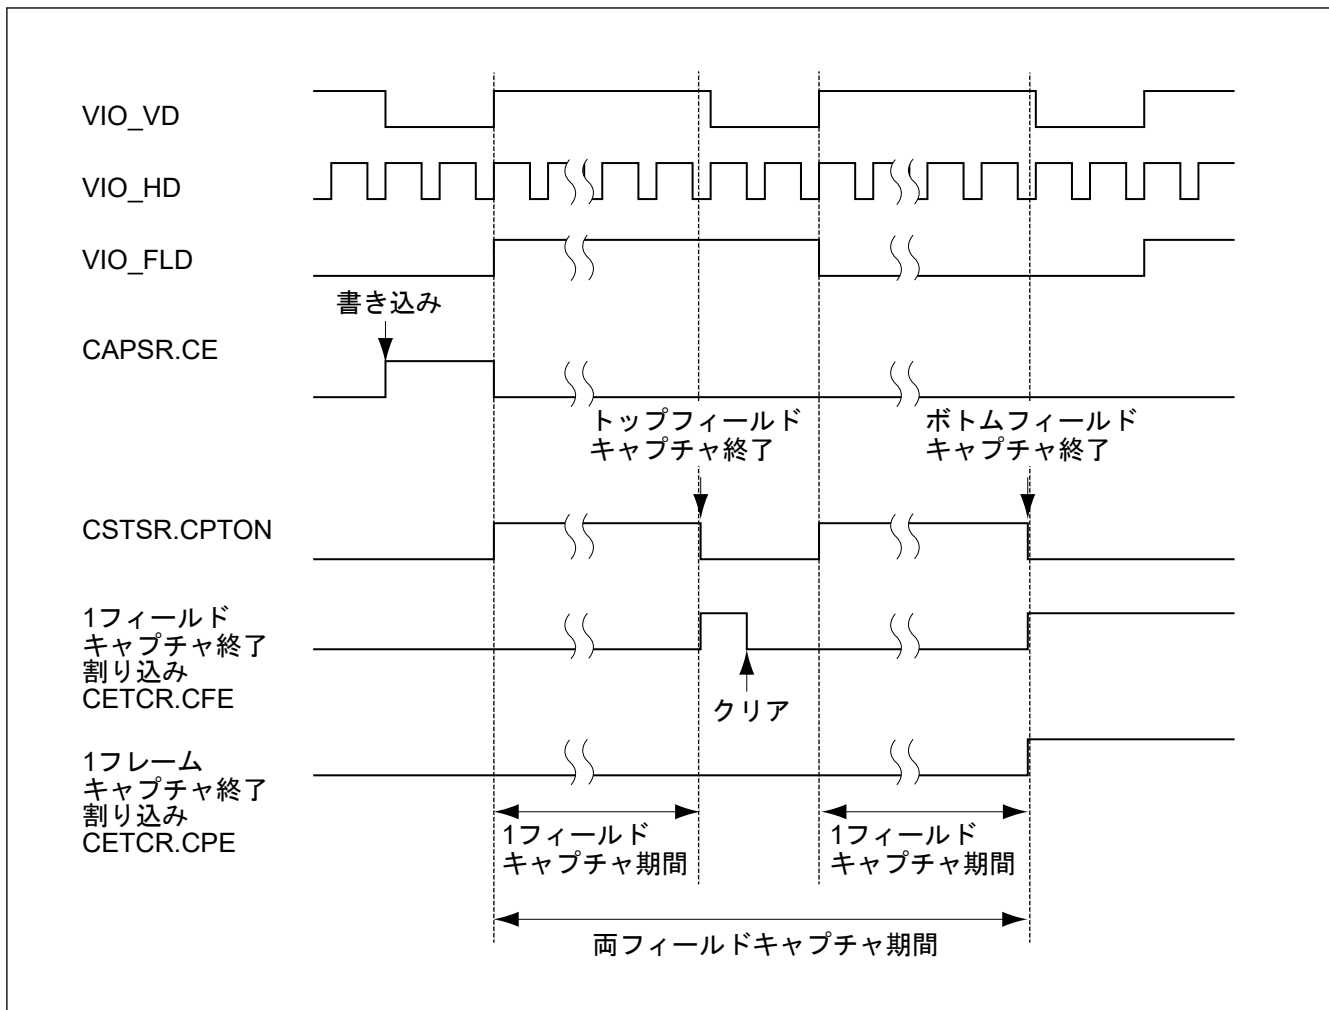 VIO_VD
VIO_HD
VIO_FLD
書き込み
CAPSR.CE
トップフィールド
キャプチャ終了
ボトムフィールド
キャプチャ終了
CSTSR.CPTON
1フィールド
キャプチャ終了
割り込み
CETCR.CFE
クリア
1フレーム
キャプチャ終了
割り込み
CETCR.CPE
1フィールド
キャプチャ期間
1フィールド
キャプチャ期間
両フィールドキャプチャ期間